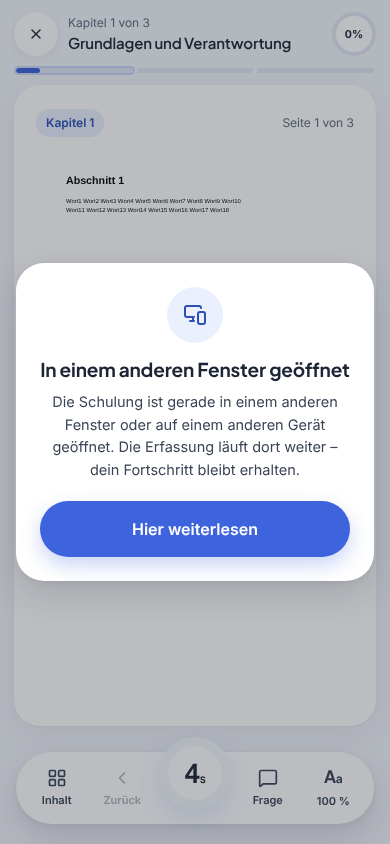 Kapitel 1 von 3
Grundlagen und Verantwortung
0%
Kapitel 1
Seite 1 von 3
Abschnitt 1
Wort1 Wort2 Wort3 Wort4 Wort5 Wort6 Wort7 Wort8 Wort9 Wort10
Wort11 Wort12 Wort13 Wort14 Wort15 Wort16 Wort17 Wort18
In einem anderen Fenster geöffnet
Die Schulung ist gerade in einem anderen
Fenster oder auf einem anderen Gerät
geöffnet. Die Erfassung läuft dort weiter –
dein Fortschritt bleibt erhalten.
Hier weiterlesen
4s
Aa
Inhalt
Zurück
Frage
100 %